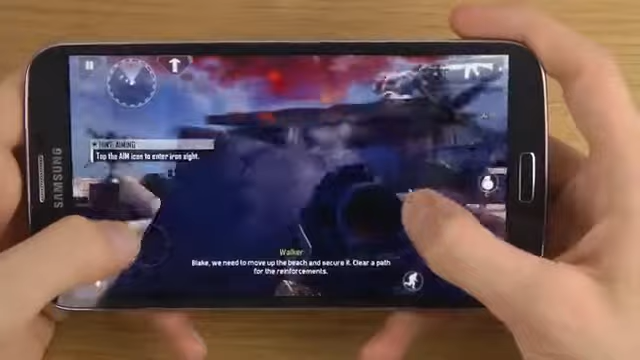 SAMSUNG
HINT: AIMING
Tap the AIM icon to enter iron sight.
Walker
Blake, we need to move up the beach and secure it. Clear a path
for the reinforcements.